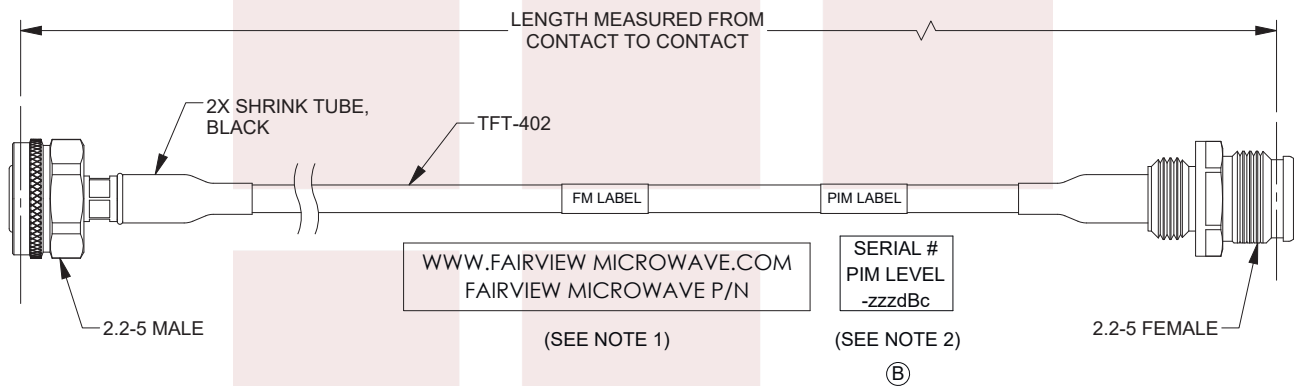 LENGTH MEASURED FROM
CONTACT TO CONTACT
2X SHRINK TUBE,
BLACK
TFT-402
FM LABEL
PIM LABEL
WWW.FAIRVIEW MICROWAVE.COM
FAIRVIEW MICROWAVE P/N
SERIAL #
PIM LEVEL
-zzzdBc
2.2-5 MALE
(SEE NOTE 1)
(SEE NOTE 2)
2.2-5 FEMALE
B